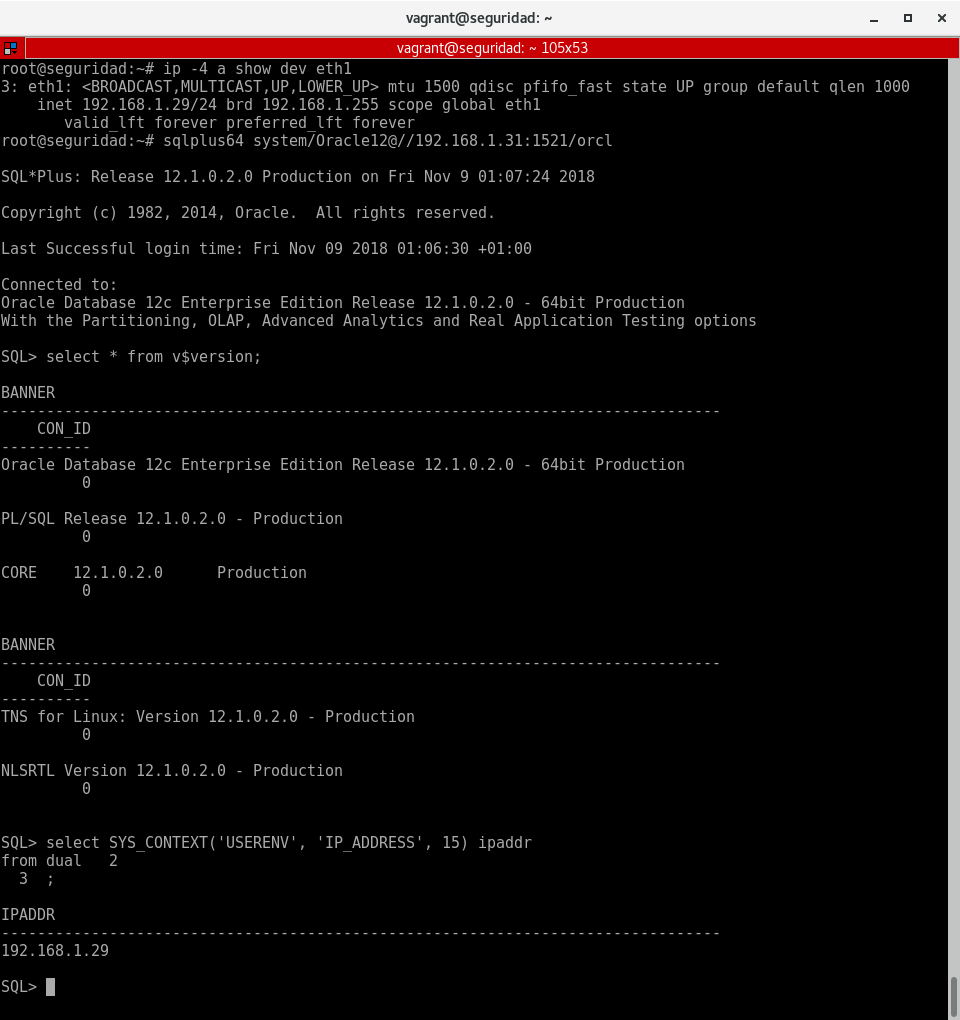 vagrant@seguridad: ~
vagrant@seguridad: ~ 105x53
root@seguridad:~# ip -4 a show dev eth1
3: eth1: <BROADCAST,MULTICAST,UP,LOWER_UP> mtu 1500 qdisc pfifo_fast state UP group default qlen 1000
    inet 192.168.1.29/24 brd 192.168.1.255 scope global eth1
       valid_lft forever preferred_lft forever
root@seguridad:~# sqlplus64 system/Oracle12@//192.168.1.31:1521/orcl

SQL*Plus: Release 12.1.0.2.0 Production on Fri Nov 9 01:07:24 2018

Copyright (c) 1982, 2014, Oracle.  All rights reserved.

Last Successful login time: Fri Nov 09 2018 01:06:30 +01:00

Connected to:
Oracle Database 12c Enterprise Edition Release 12.1.0.2.0 - 64bit Production
With the Partitioning, OLAP, Advanced Analytics and Real Application Testing options

SQL> select * from v$version;

BANNER
--------------------------------------------------------------------------------
    CON_ID
----------
Oracle Database 12c Enterprise Edition Release 12.1.0.2.0 - 64bit Production
         0

PL/SQL Release 12.1.0.2.0 - Production
         0

CORE    12.1.0.2.0      Production
         0


BANNER
--------------------------------------------------------------------------------
    CON_ID
----------
TNS for Linux: Version 12.1.0.2.0 - Production
         0

NLSRTL Version 12.1.0.2.0 - Production
         0


SQL> select SYS_CONTEXT('USERENV', 'IP_ADDRESS', 15) ipaddr
from dual   2
  3  ;

IPADDR
--------------------------------------------------------------------------------
192.168.1.29

SQL>